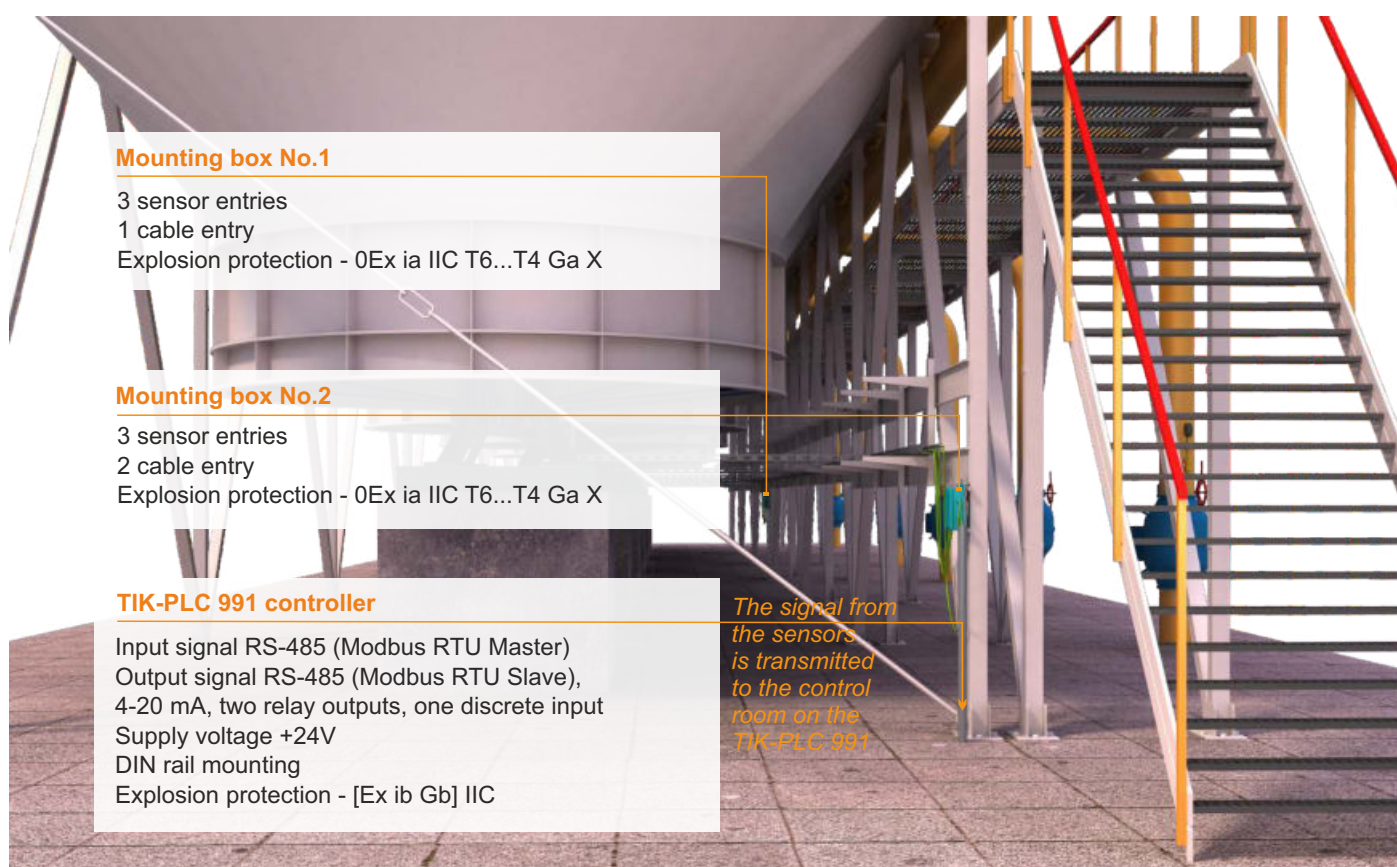 Mounting box No.1
3 sensor entries
1 cable entry
Explosion protection - 0Ex ia IIC T6...T4 Ga X
Mounting box No.2
3 sensor entries
2 cable entry
Explosion protection - 0Ex ia IIC T6...T4 Ga X
TIK-PLC 991 controller
Input signal RS-485 (Modbus RTU Master)
Output signal RS-485 (Modbus RTU Slave),
4-20 mA, two relay outputs, one discrete input
Supply voltage +24V
DIN rail mounting
Explosion protection - [Ex ib Gb] IIC
The signal from
the sensors
is transmitted
to the control
room on the
TIK-PLC 991